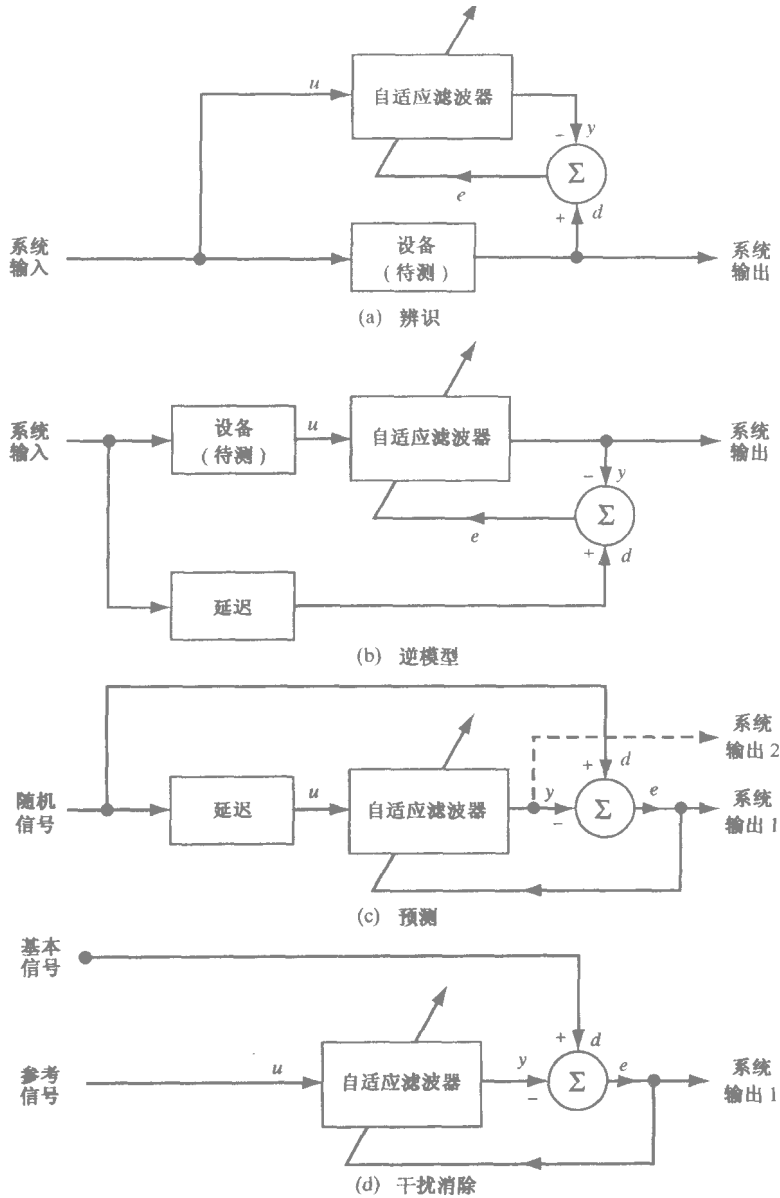 u
自适应滤波器
- y
Σ
e
+ d
系统
输入
设备
(待测)
系统
输出
(a) 辨识
系统
输入
设备
(待测)
u
自适应滤波器
系统
输出
- y
Σ
e
+ d
延迟
(b) 逆模型
系统
输出 2
+ d
随机
信号
延迟
u
自适应滤波器
y
-
Σ
e
系统
输出 1
(c) 预测
基本
信号
+ d
参考
信号
u
自适应滤波器
y
-
Σ
e
系统
输出 1
(d) 干扰消除